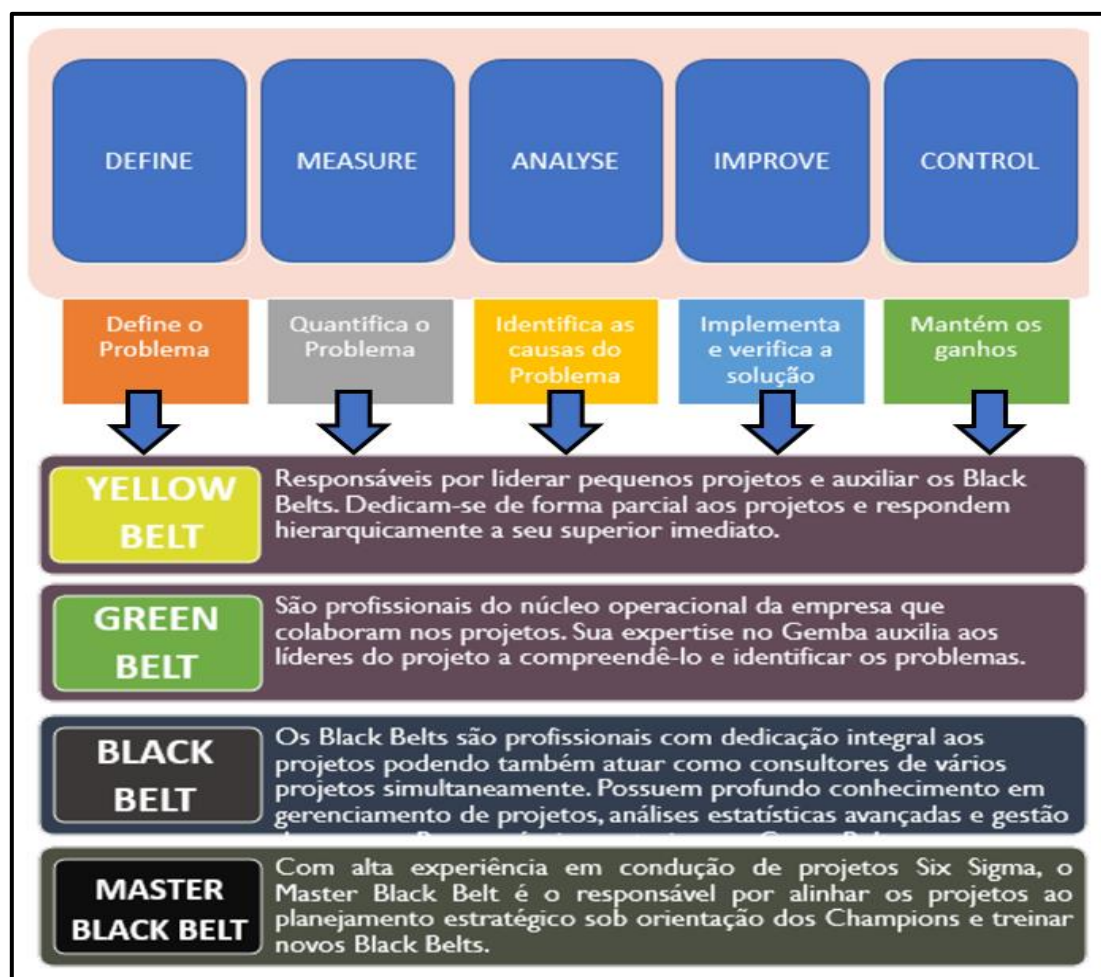 DEFINE
MEASURE
ANALYSE
IMPROVE
CONTROL
Define o
Problema
Quantifica o
Problema
Identifica as
causas do
Problema
Implementa
e verifica a
solução
Mantém os
ganhos
YELLOW
BELT
Responsáveis por liderar pequenos projetos e auxiliar os Black
Belts. Dedicam-se de forma parcial aos projetos e respondem
hierarquicamente a seu superior imediato.
GREEN
BELT
São profissionais do núcleo operacional da empresa que
colaboram nos projetos. Sua expertise no Gemba auxilia aos
líderes do projeto a compreendê-lo e identificar os problemas.
BLACK
BELT
Os Black Belts são profissionais com dedicação integral aos
projetos podendo também atuar como consultores de vários
projetos simultaneamente. Possuem profundo conhecimento em
gerenciamento de projetos, análises estatísticas avançadas e gestão
MASTER
BLACK BELT
Com alta experiência em condução de projetos Six Sigma, o
Master Black Belt é o responsável por alinhar os projetos ao
planejamento estratégico sob orientação dos Champions e treinar
novos Black Belts.